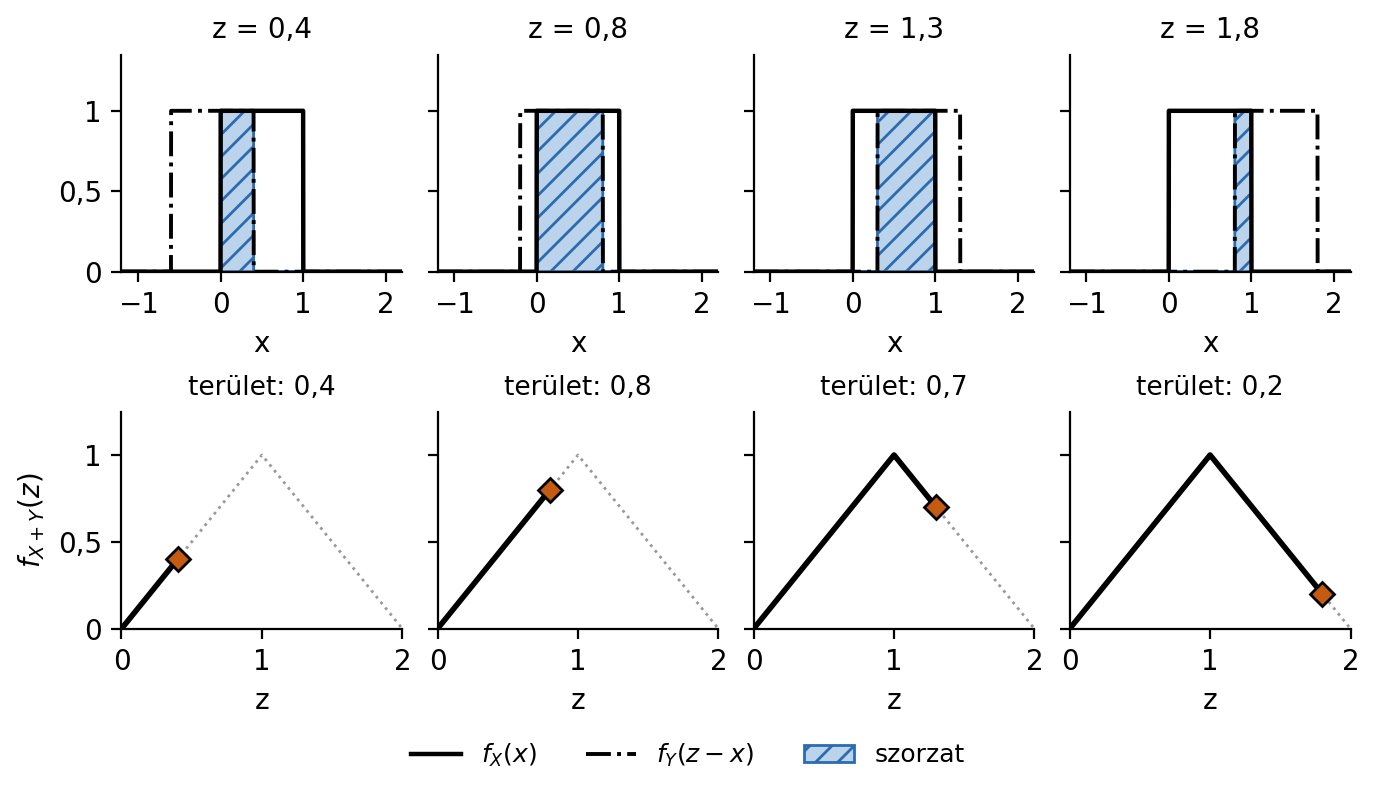 z = 0,4 z = 0,8 z = 1,3 z = 1,8
1
0,5
0
−1 0 1 2 −1 0 1 2 −1 0 1 2 −1 0 1 2
x x x x
terület: 0,4 terület: 0,8 terület: 0,7 terület: 0,2
f_{X+Y}(z)
1
0,5
0
0 1 2 0 1 2 0 1 2 0 1 2
z z z z
f_X(x) f_Y(z − x) szorzat